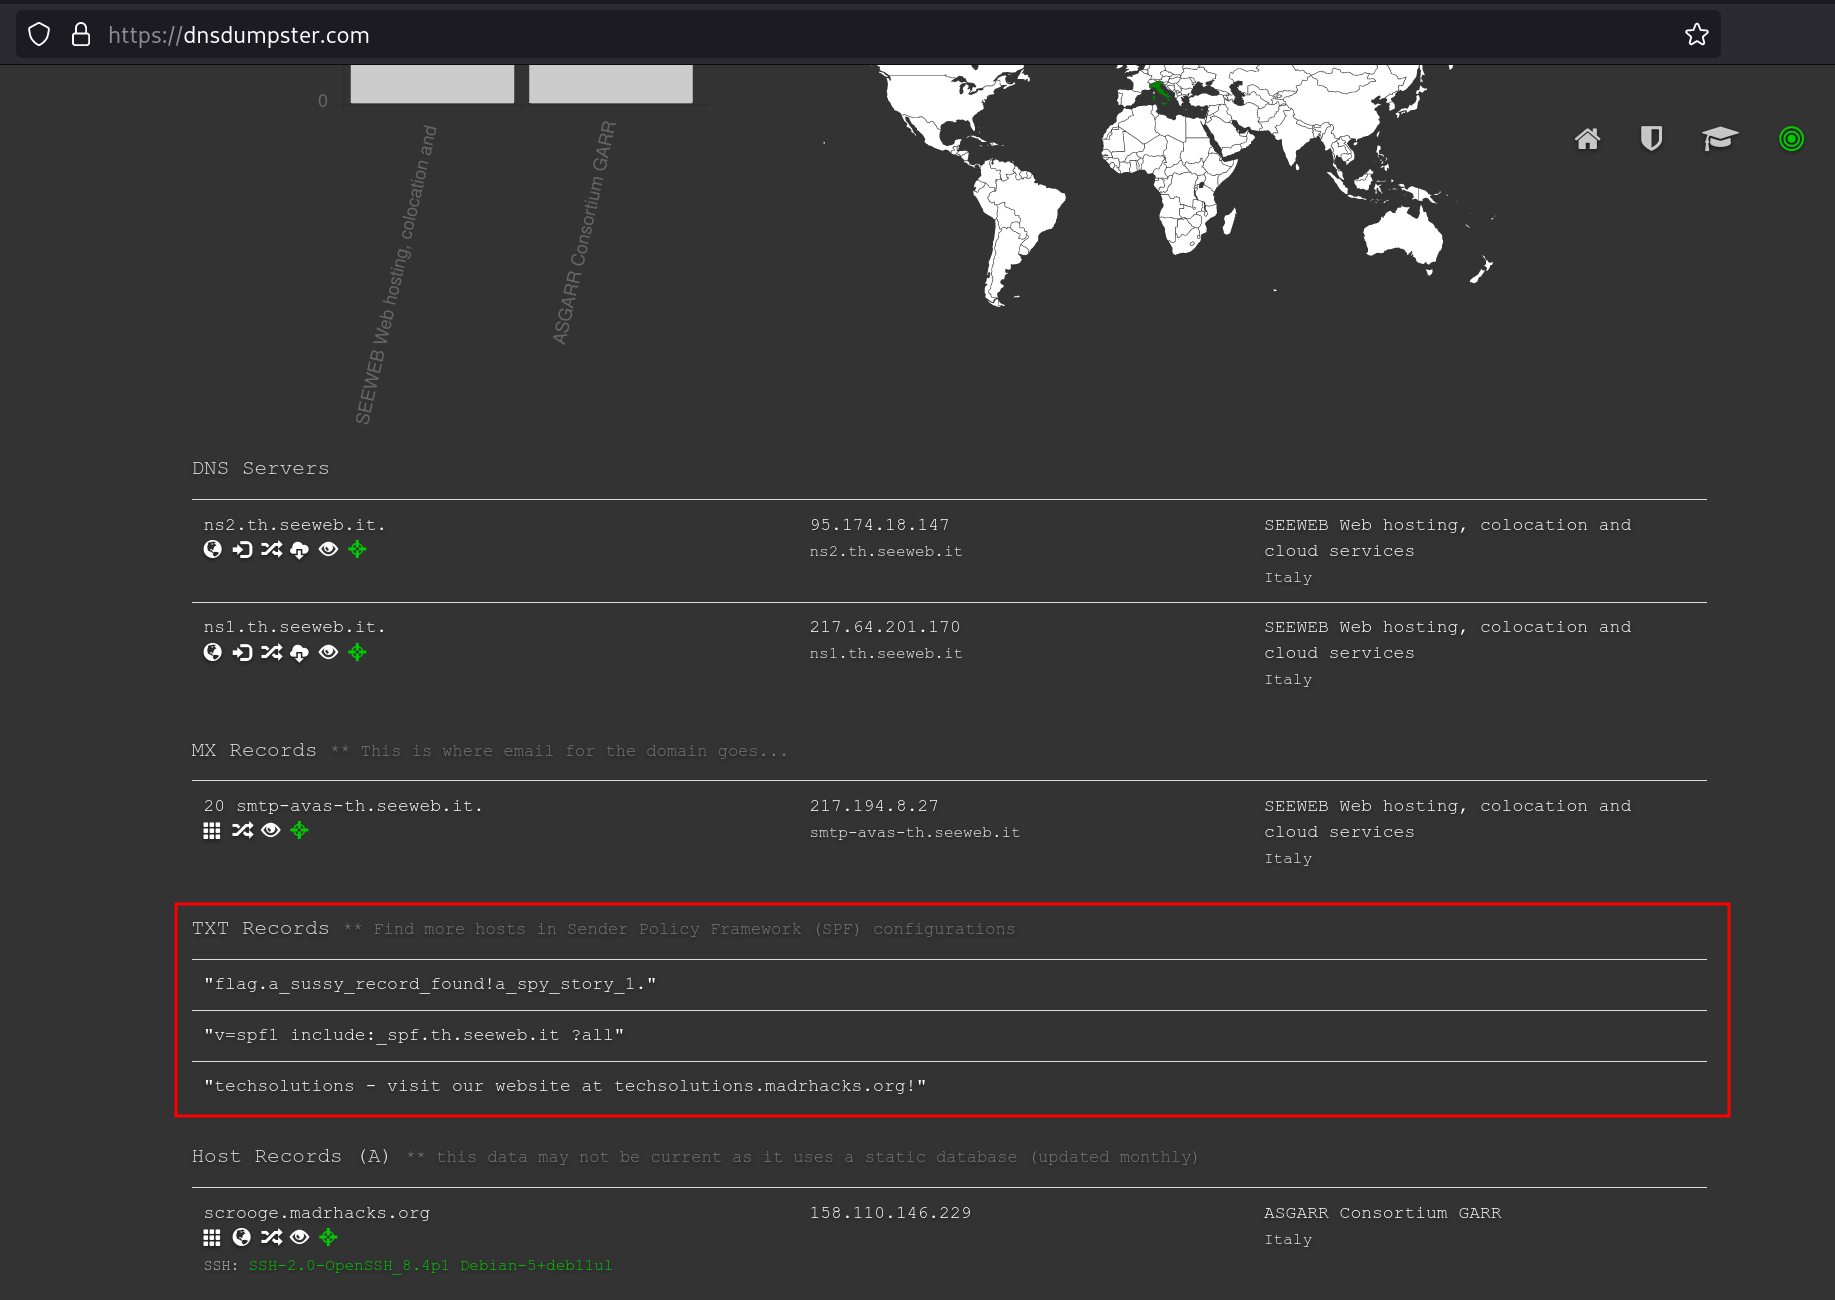 https://dnsdumpster.com
0
SEEWEB Web hosting, colocation and
ASGARR Consortium GARR
DNS Servers
ns2.th.seeweb.it.
95.174.18.147
ns2.th.seeweb.it
SEEWEB Web hosting, colocation and
cloud services
Italy
ns1.th.seeweb.it.
217.64.201.170
ns1.th.seeweb.it
SEEWEB Web hosting, colocation and
cloud services
Italy
MX Records ** This is where email for the domain goes...
20 smtp-avas-th.seeweb.it.
217.194.8.27
smtp-avas-th.seeweb.it
SEEWEB Web hosting, colocation and
cloud services
Italy
TXT Records ** Find more hosts in Sender Policy Framework (SPF) configurations
"flag.a_sussy_record_found!a_spy_story_1."
"v=spf1 include:_spf.th.seeweb.it ?all"
"techsolutions - visit our website at techsolutions.madrhacks.org!"
Host Records (A) ** this data may not be current as it uses a static database (updated monthly)
scrooge.madrhacks.org
158.110.146.229
ASGARR Consortium GARR
Italy
SSH: SSH-2.0-OpenSSH_8.4p1 Debian-5+deb11u1